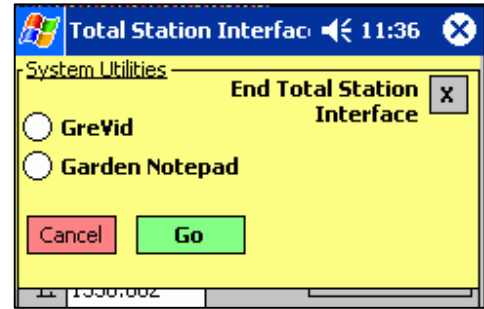 Total Station Interfac 11:36
System Utilities
End Total Station
Interface
X
GreVid
Garden Notepad
Cancel
Go